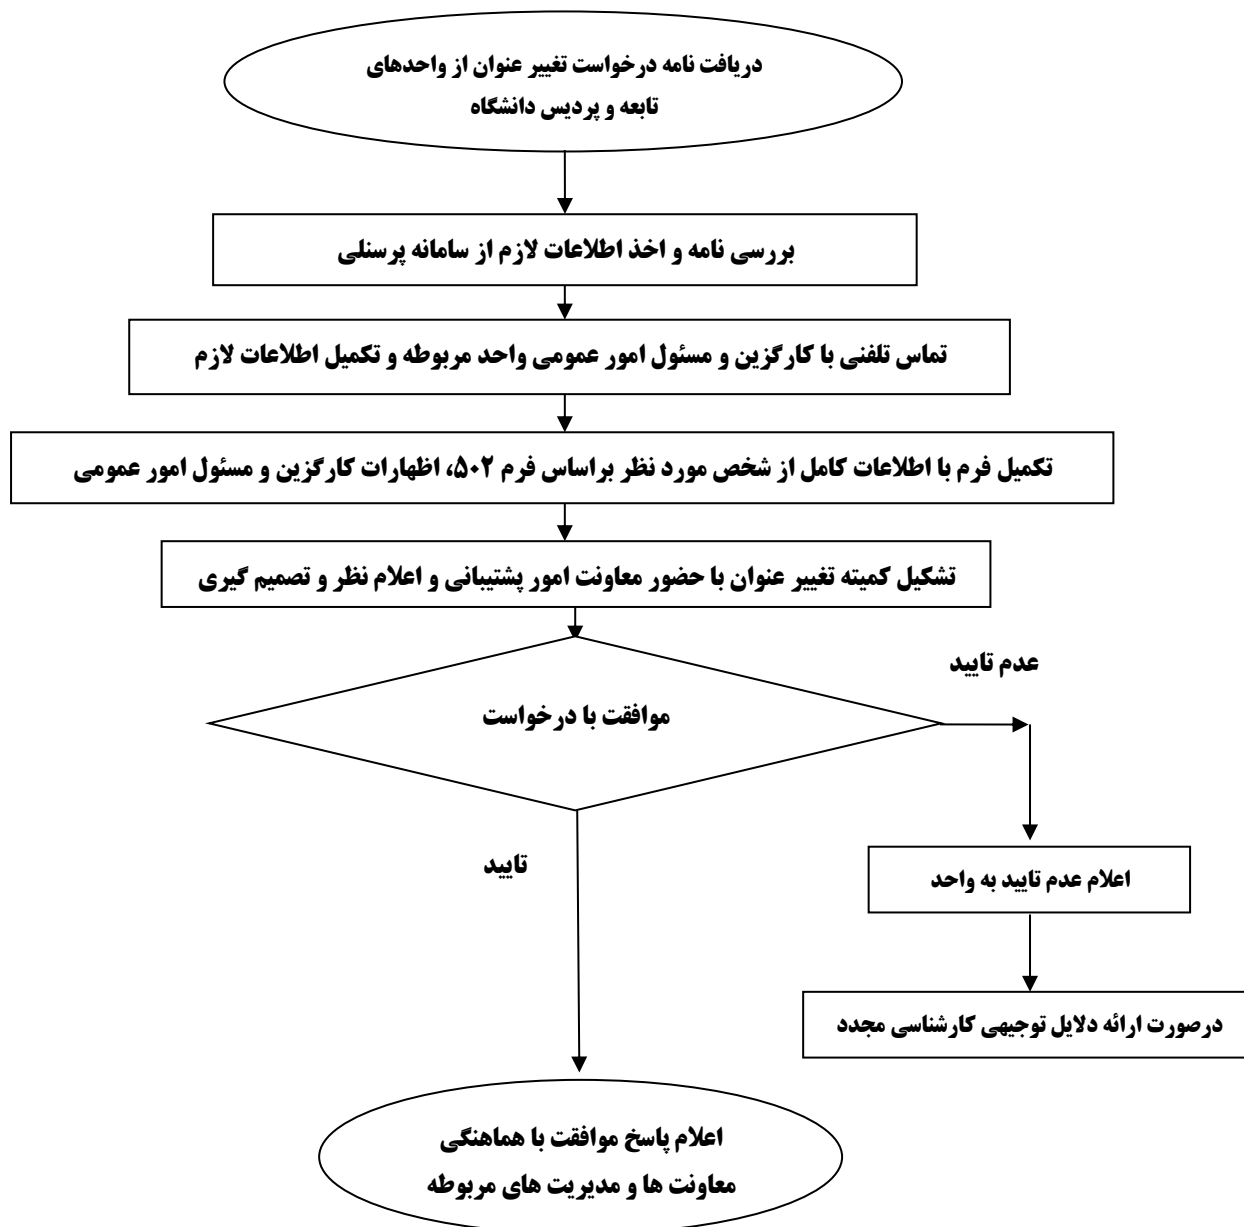 دریافت نامه درخواست تغییر عنوان از واحدهای
تابعه و پردیس دانشگاه
بررسی نامه و اخذ اطلاعات لازم از سامانه پرسنلی
تماس تلفنی با کارگزین و مسئول امور عمومی واحد مربوطه و تکمیل اطلاعات لازم
تکمیل فرم با اطلاعات کامل از شخص مورد نظر براساس فرم ۵۰۲، اظهارات کارگزین و مسئول امور عمومی
تشکیل کمیته تغییر عنوان با حضور معاونت امور پشتیبانی و اعلام نظر و تصمیم گیری
عدم تایید
موافقت با درخواست
تایید
اعلام عدم تایید به واحد
درصورت ارائه دلایل توجیهی کارشناسی مجدد
اعلام پاسخ موافقت با هماهنگی
معاونت ها و مدیریت های مربوطه